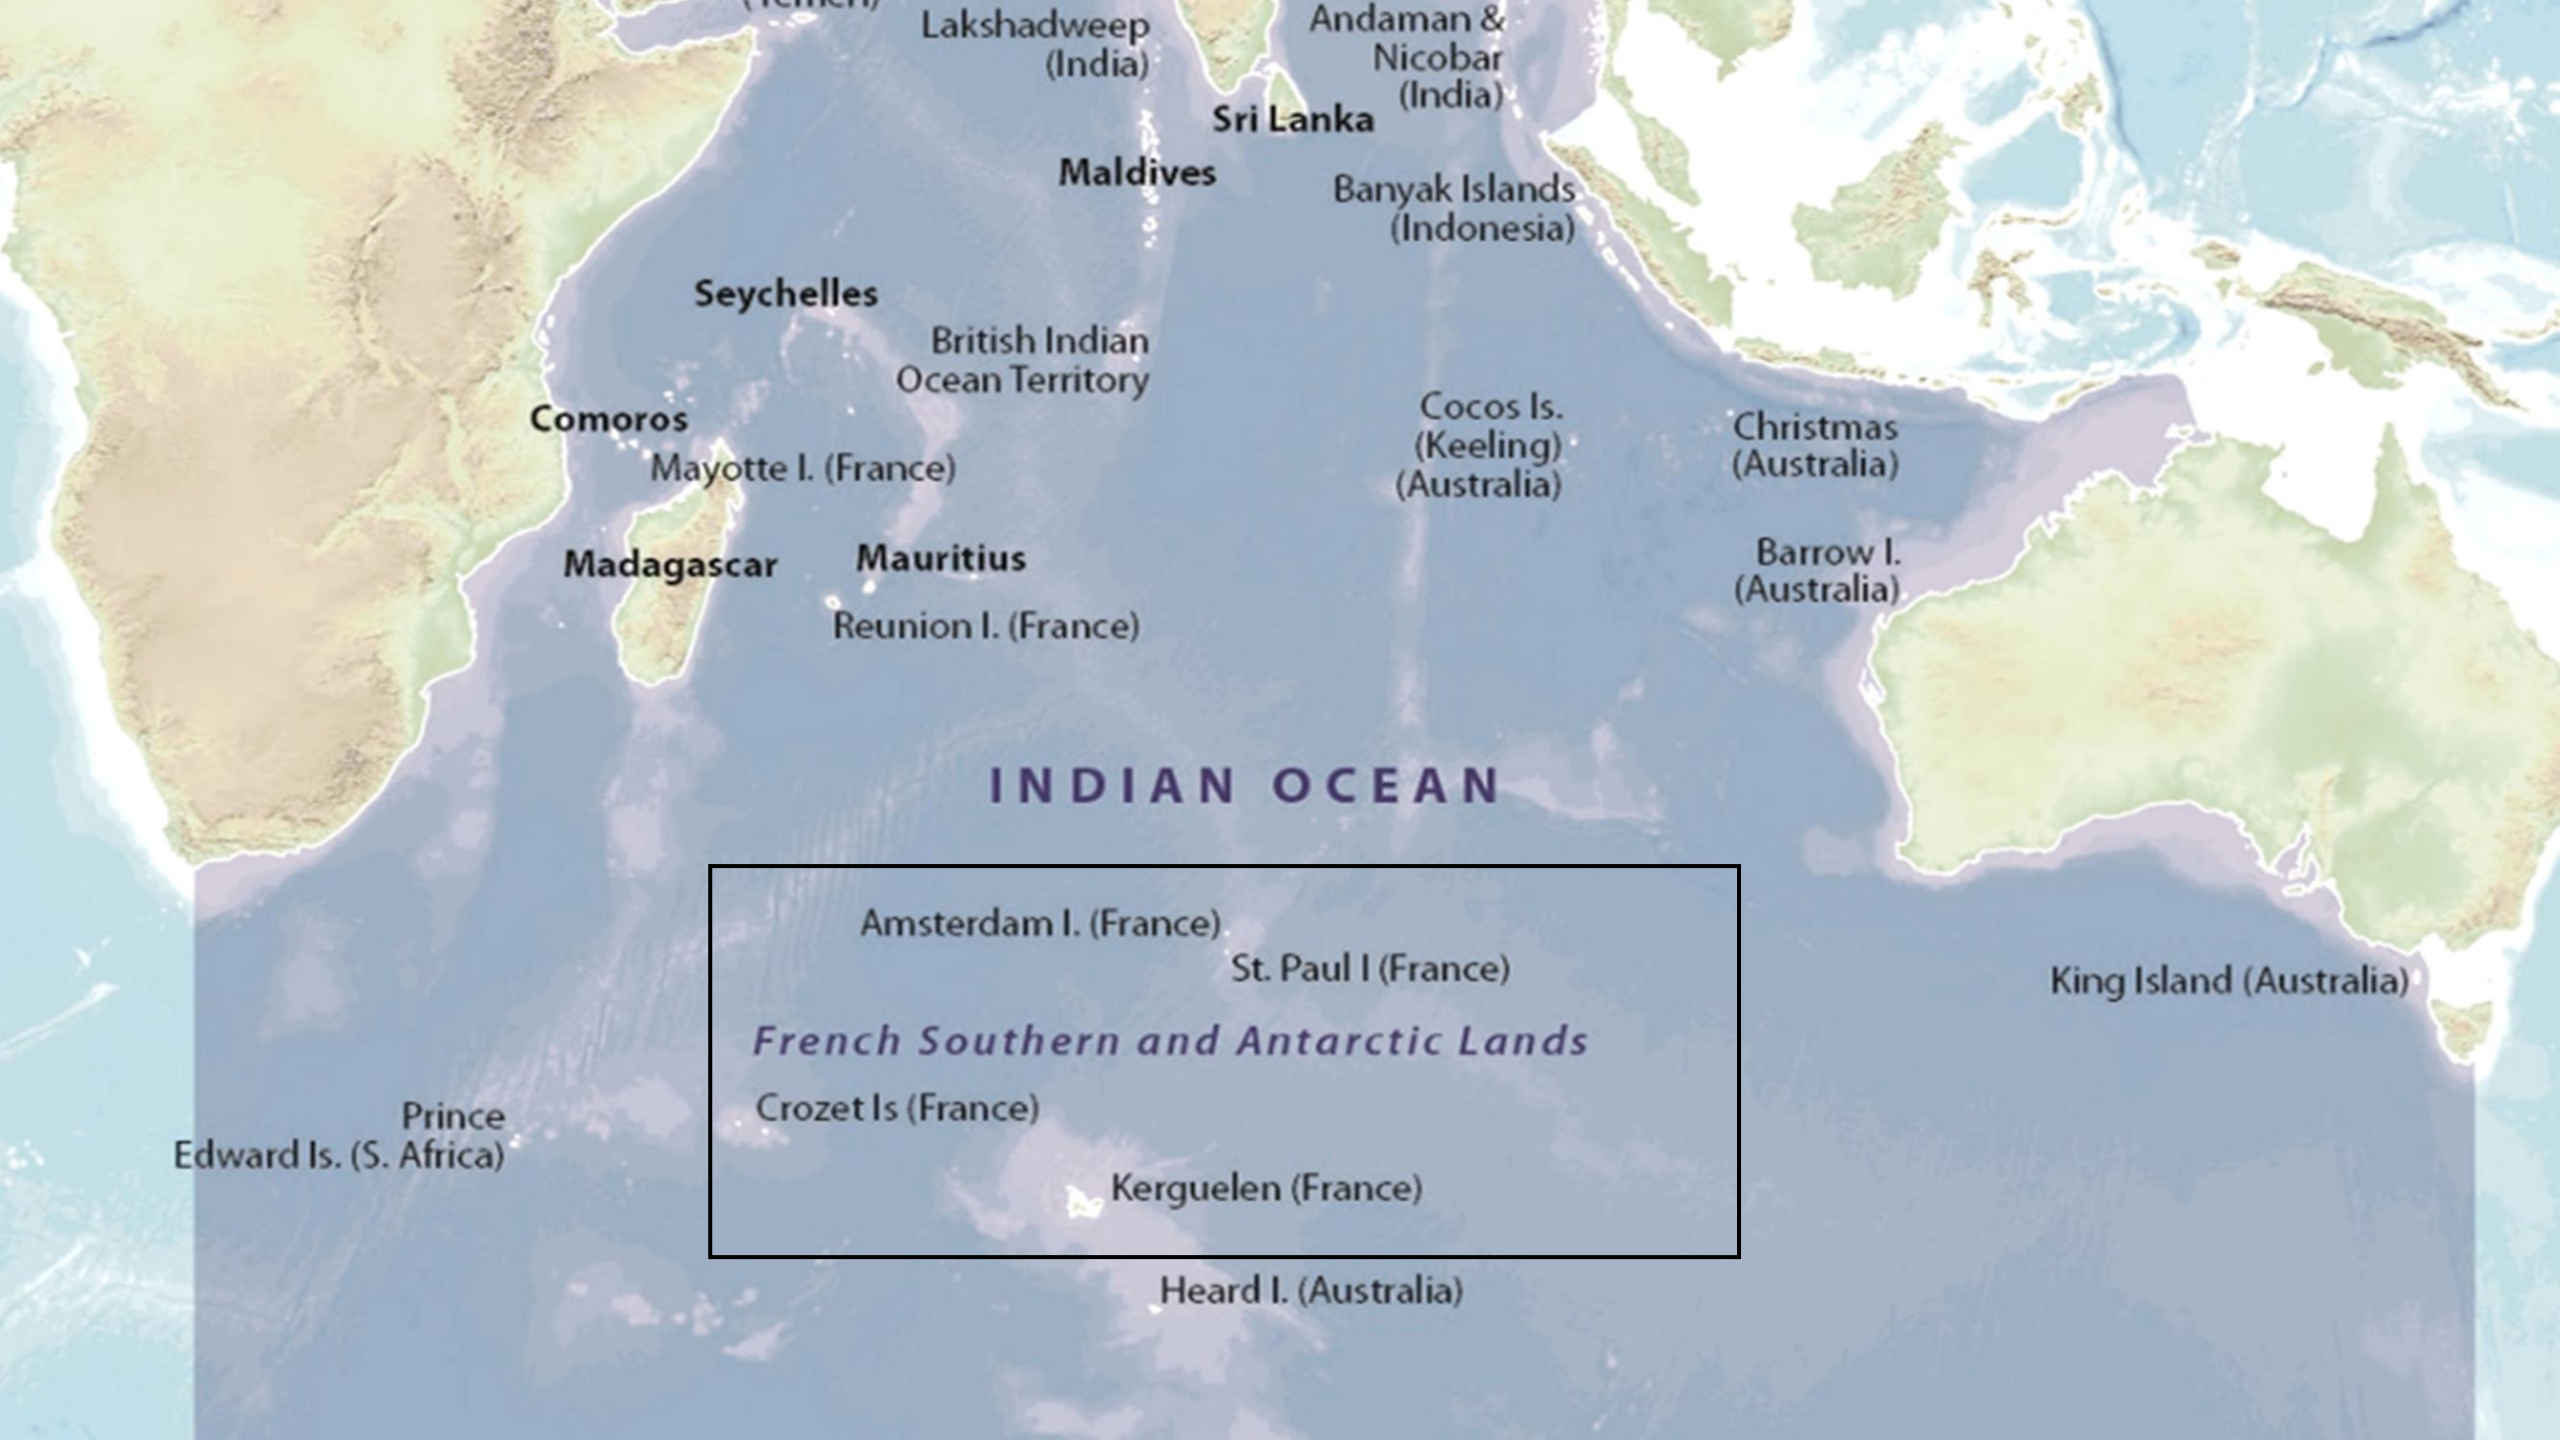 Lakshadweep
(India)
Andaman &
Nicobar
(India)
Sri Lanka
Maldives
Banyak Islands
(Indonesia)
Seychelles
British Indian
Ocean Territory
Comoros
Mayotte I. (France)
Cocos Is.
(Keeling)
(Australia)
Christmas
(Australia)
Madagascar
Mauritius
Reunion I. (France)
Barrow I.
(Australia)
INDIAN OCEAN
Amsterdam I. (France)
St. Paul I (France)
King Island (Australia)
French Southern and Antarctic Lands
Crozet Is (France)
Prince
Edward Is. (S. Africa)
Kerguelen (France)
Heard I. (Australia)